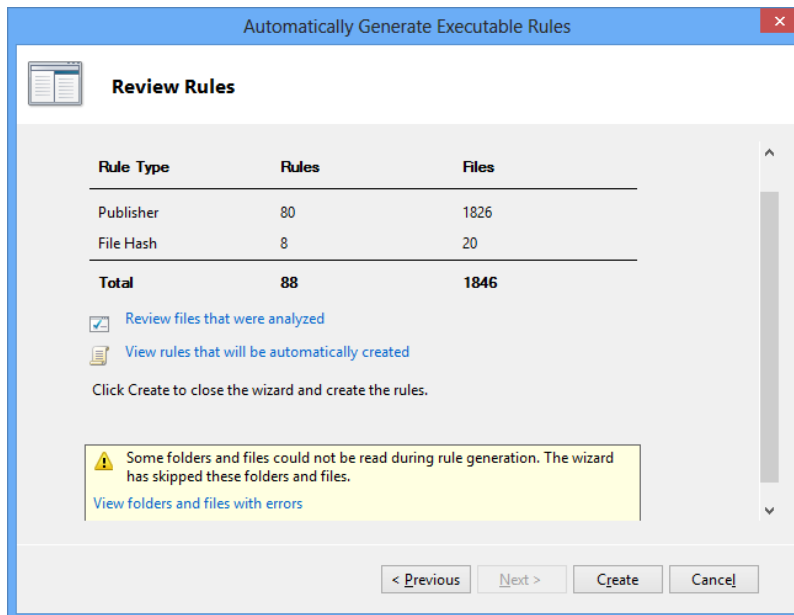 Automatically Generate Executable Rules
Review Rules
Rule Type Rules Files
Publisher 80 1826
File Hash 8 20
Total 88 1846
Review files that were analyzed
View rules that will be automatically created
Click Create to close the wizard and create the rules.
Some folders and files could not be read during rule generation. The wizard
has skipped these folders and files.
View folders and files with errors
< Previous Next > Create Cancel